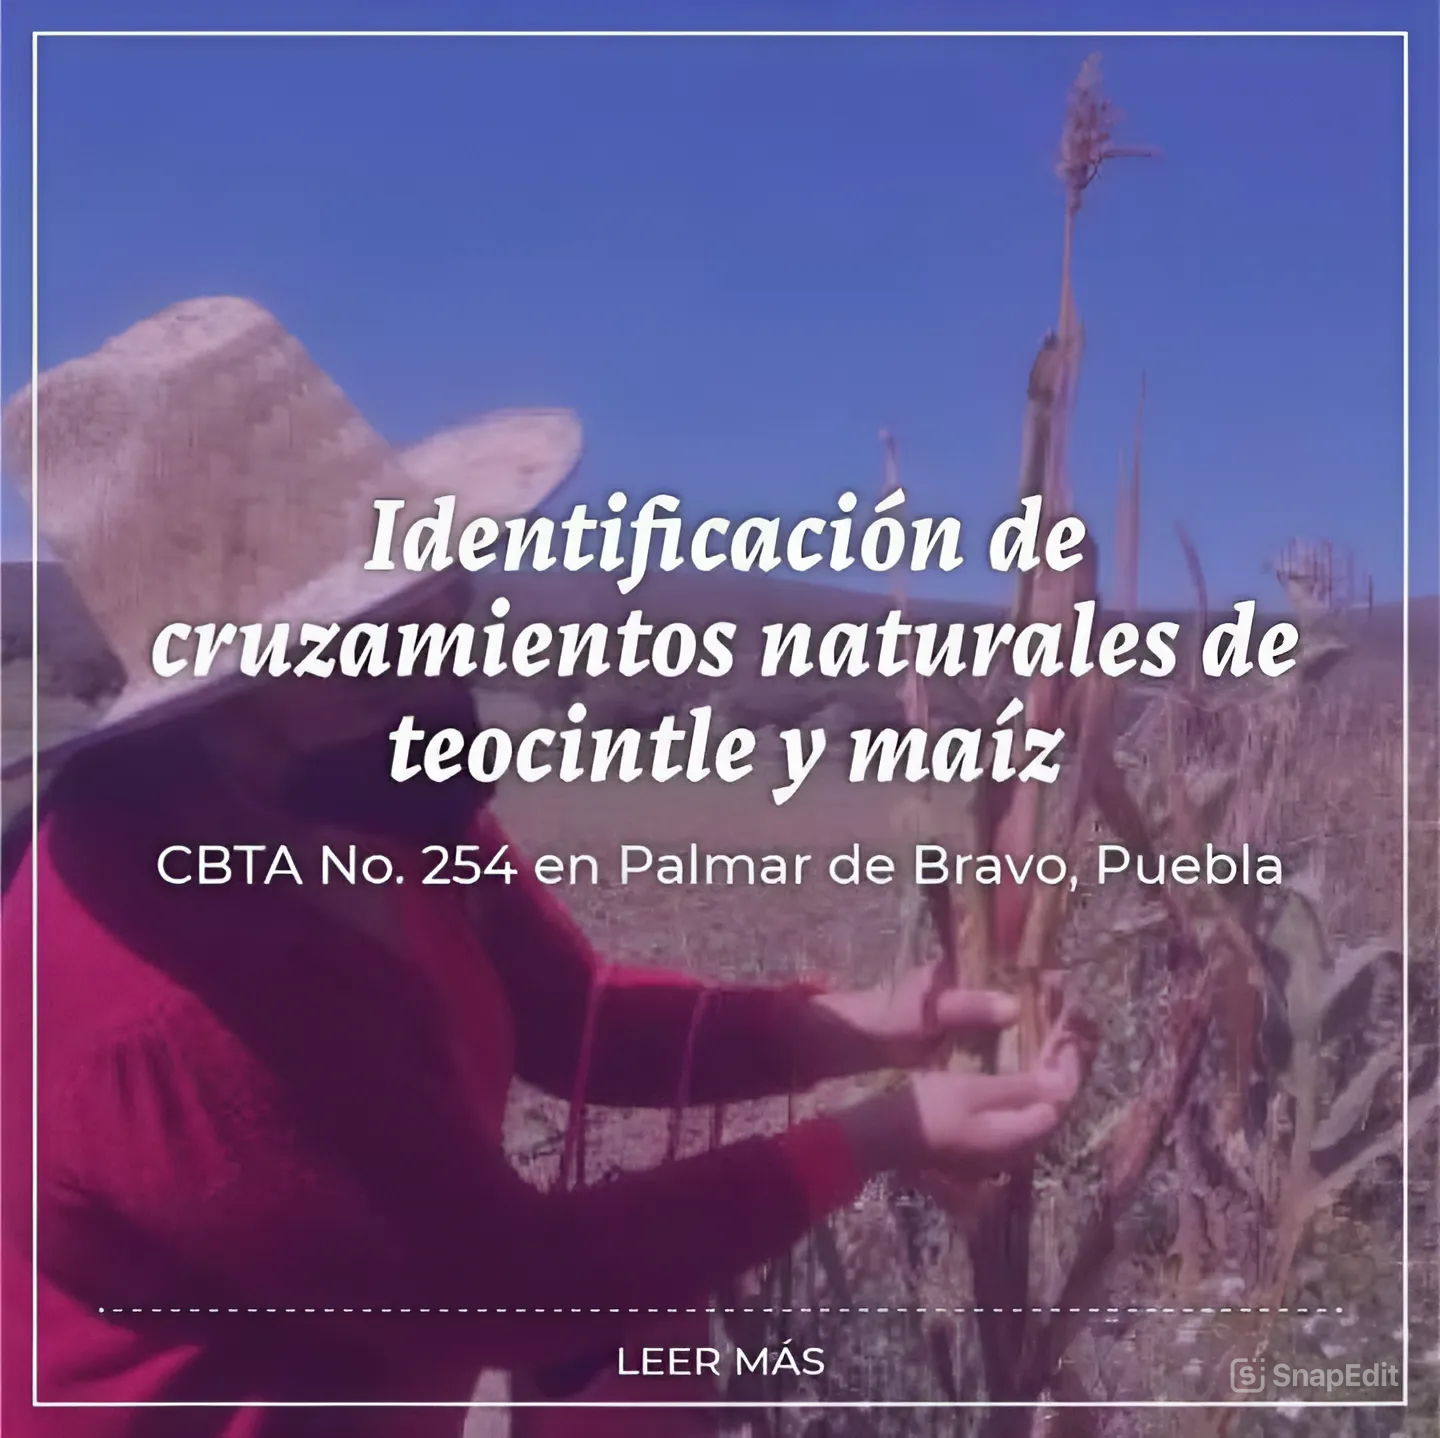 Identificación de
cruzamientos naturales de
teocintle y maíz
CBTA No. 254 en Palmar de Bravo, Puebla
LEER MÁS
SnapEdit